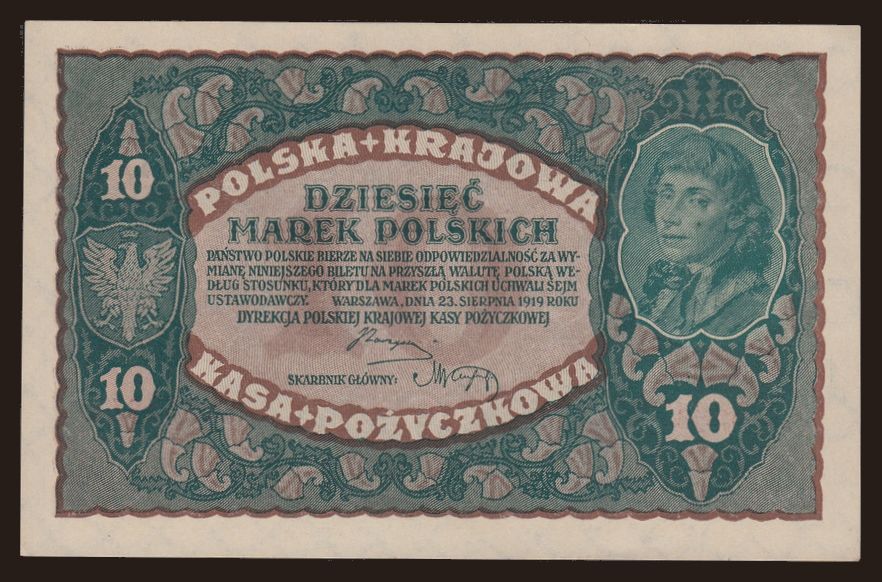 POLSKA + KRAJOWA
10
DZIESIĘĆ
MAREK POLSKICH
PAŃSTWO POLSKIE BIERZE NA SIEBIE ODPOWIEDZIALNOŚĆ ZA WY-
MIANĘ NINIEJSZEGO BILETU NA PRZYSZŁĄ WALUTĘ POLSKĄ WE-
DŁUG STOSUNKU, KTÓRY DLA MAREK POLSKICH UCHWALI SEJM
USTAWODAWCZY. WARSZAWA, DNIA 23. SIERPNIA 1919 ROKU
DYREKCJA POLSKIEJ KRAJOWEJ KASY POŻYCZKOWEJ
SKARBNIK GŁÓWNY:
10
KASA + POŻYCZKOWA
10